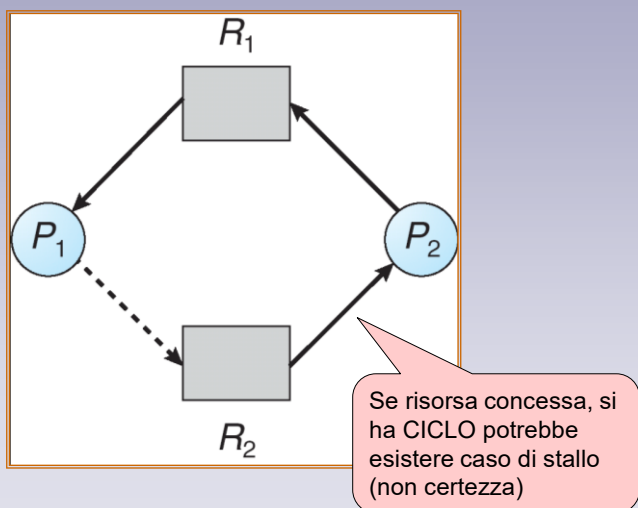 R₁
P₁
P₂
R₂
Se risorsa concessa, si
ha CICLO potrebbe
esistere caso di stallo
(non certezza)